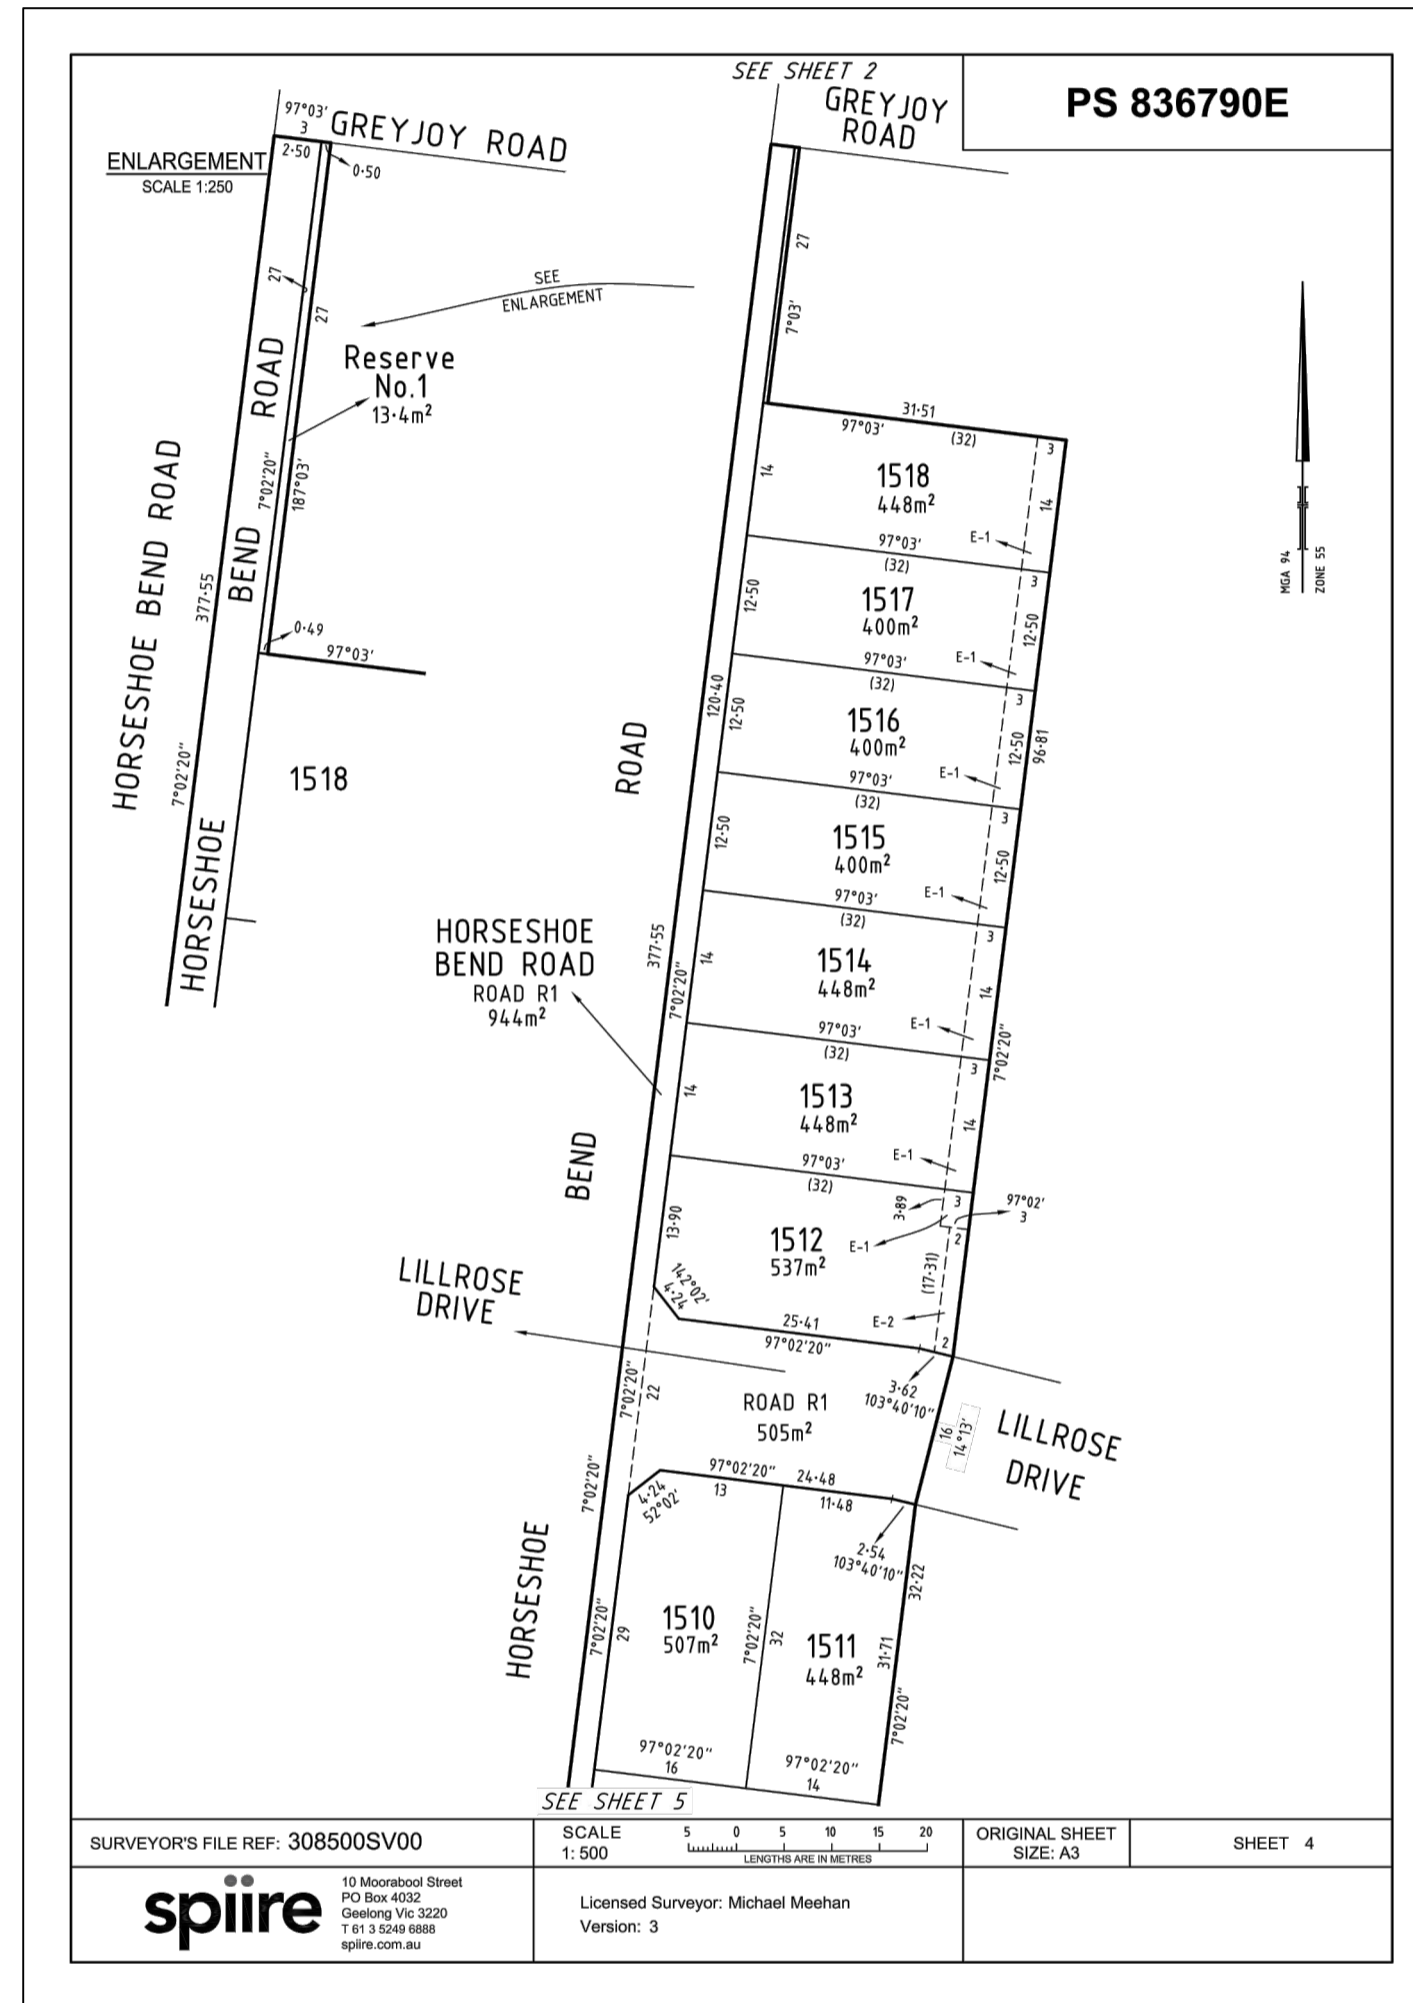 SEE SHEET 2
PS 836790E
GREYJOY
ROAD
97°03'
3
GREYJOY ROAD
2·50
0·50
ENLARGEMENT
SCALE 1:250
27
27
SEE
ENLARGEMENT
Reserve
No.1
13·4m²
HORSESHOE BEND ROAD
HORSESHOE BEND ROAD
377·55
7°02'20"
7°02'20"
187°03'
0·49
97°03'
1518
27
7°03'
31·51
97°03'
(32)
3
14
1518
448m²
14
E-1
97°03'
(32)
3
12·50
1517
400m²
12·50
E-1
97°03'
(32)
3
120·40
12·50
1516
400m²
12·50
96·81
E-1
97°03'
(32)
3
12·50
1515
400m²
12·50
E-1
97°03'
(32)
3
377·55
7°02'20"
14
1514
448m²
14
E-1
7°02'20"
97°03'
(32)
3
14
1513
448m²
14
E-1
97°03'
(32)
3
3·89
97°02'
3
13·90
1512
537m²
E-1
2
(17·31)
142°02'
4·24
25·41
97°02'20"
E-2
2
3·62
103°40'10"
HORSESHOE
BEND ROAD
ROAD R1
944m²
HORSESHOE BEND ROAD
LILLROSE
DRIVE
7°02'20"
22
ROAD R1
505m²
16
14°13'
LILLROSE
DRIVE
7°02'20"
97°02'20"
24·48
13
11·48
4·24
52°02'
2·54
103°40'10"
32·22
7°02'20"
29
1510
507m²
7°02'20"
32
1511
448m²
31·71
7°02'20"
97°02'20"
16
97°02'20"
14
SEE SHEET 5
MGA 94
ZONE 55
SURVEYOR'S FILE REF: 308500SV00
SCALE
1: 500
5 0 5 10 15 20
LENGTHS ARE IN METRES
ORIGINAL SHEET
SIZE: A3
SHEET 4
spiire
10 Moorabool Street
PO Box 4032
Geelong Vic 3220
T 61 3 5249 6888
spiire.com.au
Licensed Surveyor: Michael Meehan
Version: 3